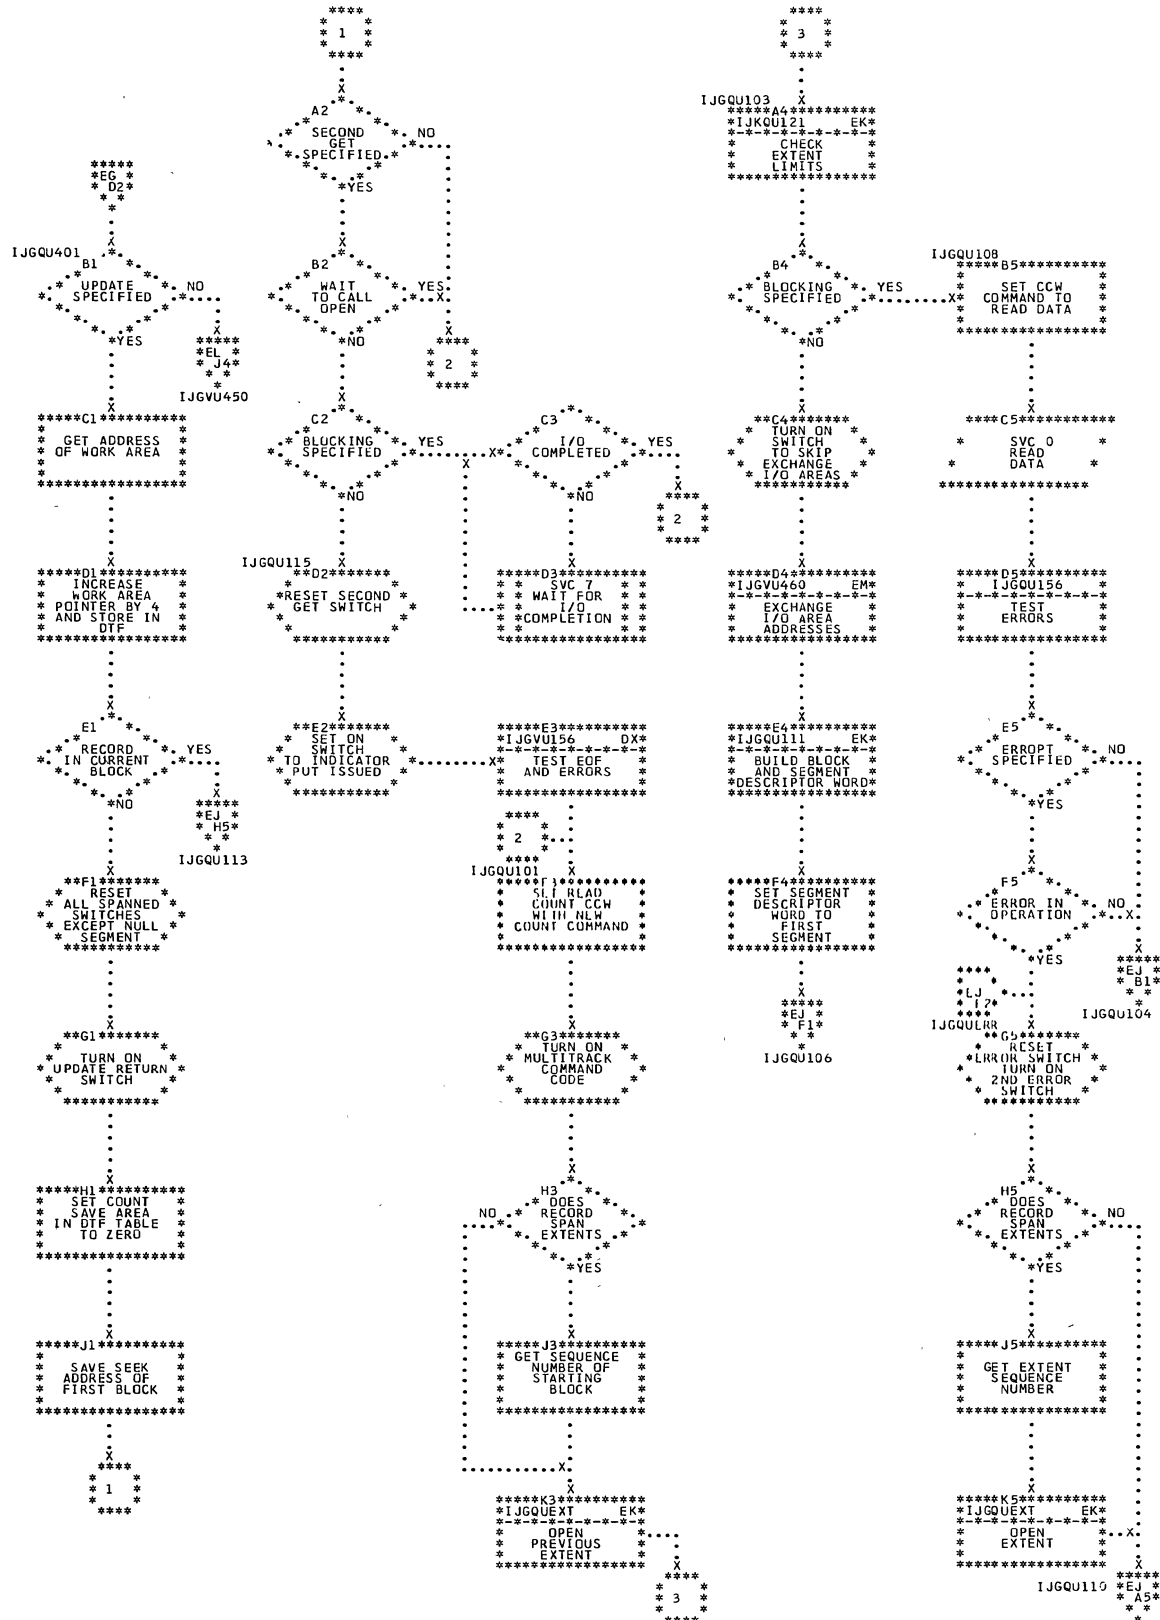 EG
D2
IJGQU401
B1
UPDATE
SPECIFIED
NO
YES
EL
J4
IJGVU450
C1
GET ADDRESS
OF WORK AREA
D1
INCREASE
WORK AREA
POINTER BY 4
AND STORE IN
DTF
E1
RECORD
IN CURRENT
BLOCK
YES
NO
EJ
H5
IJGQU113
F1
RESET
ALL SPANNED
SWITCHES
EXCEPT NULL
SEGMENT
G1
TURN ON
UPDATE RETURN
SWITCH
H1
SET COUNT
SAVE AREA
IN DTF TABLE
TO ZERO
J1
SAVE SEEK
ADDRESS OF
FIRST BLOCK
1
1
A2
SECOND
GET
SPECIFIED
NO
YES
B2
WAIT
TO CALL
OPEN
YES
NO
2
C2
BLOCKING
SPECIFIED
YES
NO
IJGQU115
D2
RESET SECOND
GET SWITCH
E2
SET ON
SWITCH
TO INDICATOR
PUT ISSUED
C3
I/O
COMPLETED
YES
NO
2
D3
SVC 7
WAIT FOR
I/O
COMPLETION
E3
IJGVU156 DX
TEST EOF
AND ERRORS
2
IJGQU101
COUNT CCW
COUNT COMMAND
G3
TURN ON
MULTITRACK
COMMAND
CODE
H3
DOES
RECORD
SPAN
EXTENTS
NO
YES
J3
GET SEQUENCE
NUMBER OF
STARTING
BLOCK
K3
IJGQUEXT EK
OPEN
PREVIOUS
EXTENT
3
3
IJGQU103
A4
IJKQU121 EK
CHECK
EXTENT
LIMITS
B4
BLOCKING
SPECIFIED
YES
NO
C4
TURN ON
SWITCH
TO SKIP
EXCHANGE
I/O AREAS
D4
IJGVU460 EM
EXCHANGE
I/O AREA
ADDRESSES
E4
IJGQU111 EK
BUILD BLOCK
AND SEGMENT
DESCRIPTOR WORD
F4
SET SEGMENT
DESCRIPTOR
WORD TO
FIRST
SEGMENT
EJ
F1
IJGQU106
IJGQU108
B5
SET CCW
COMMAND TO
READ DATA
C5
SVC 0
READ
DATA
D5
IJGQU156
TEST
ERRORS
E5
ERROPT
SPECIFIED
NO
YES
F5
ERROR IN
OPERATION
NO
YES
EJ
B1
IJGQU104
EJ
IJGQUERR
G5
RESET
ERROR SWITCH
TURN ON
2ND ERROR
SWITCH
H5
DOES
RECORD
SPAN
EXTENTS
NO
YES
J5
GET EXTENT
SEQUENCE
NUMBER
K5
IJGQUEXT EK
OPEN
EXTENT
IJGQU110
EJ
A5